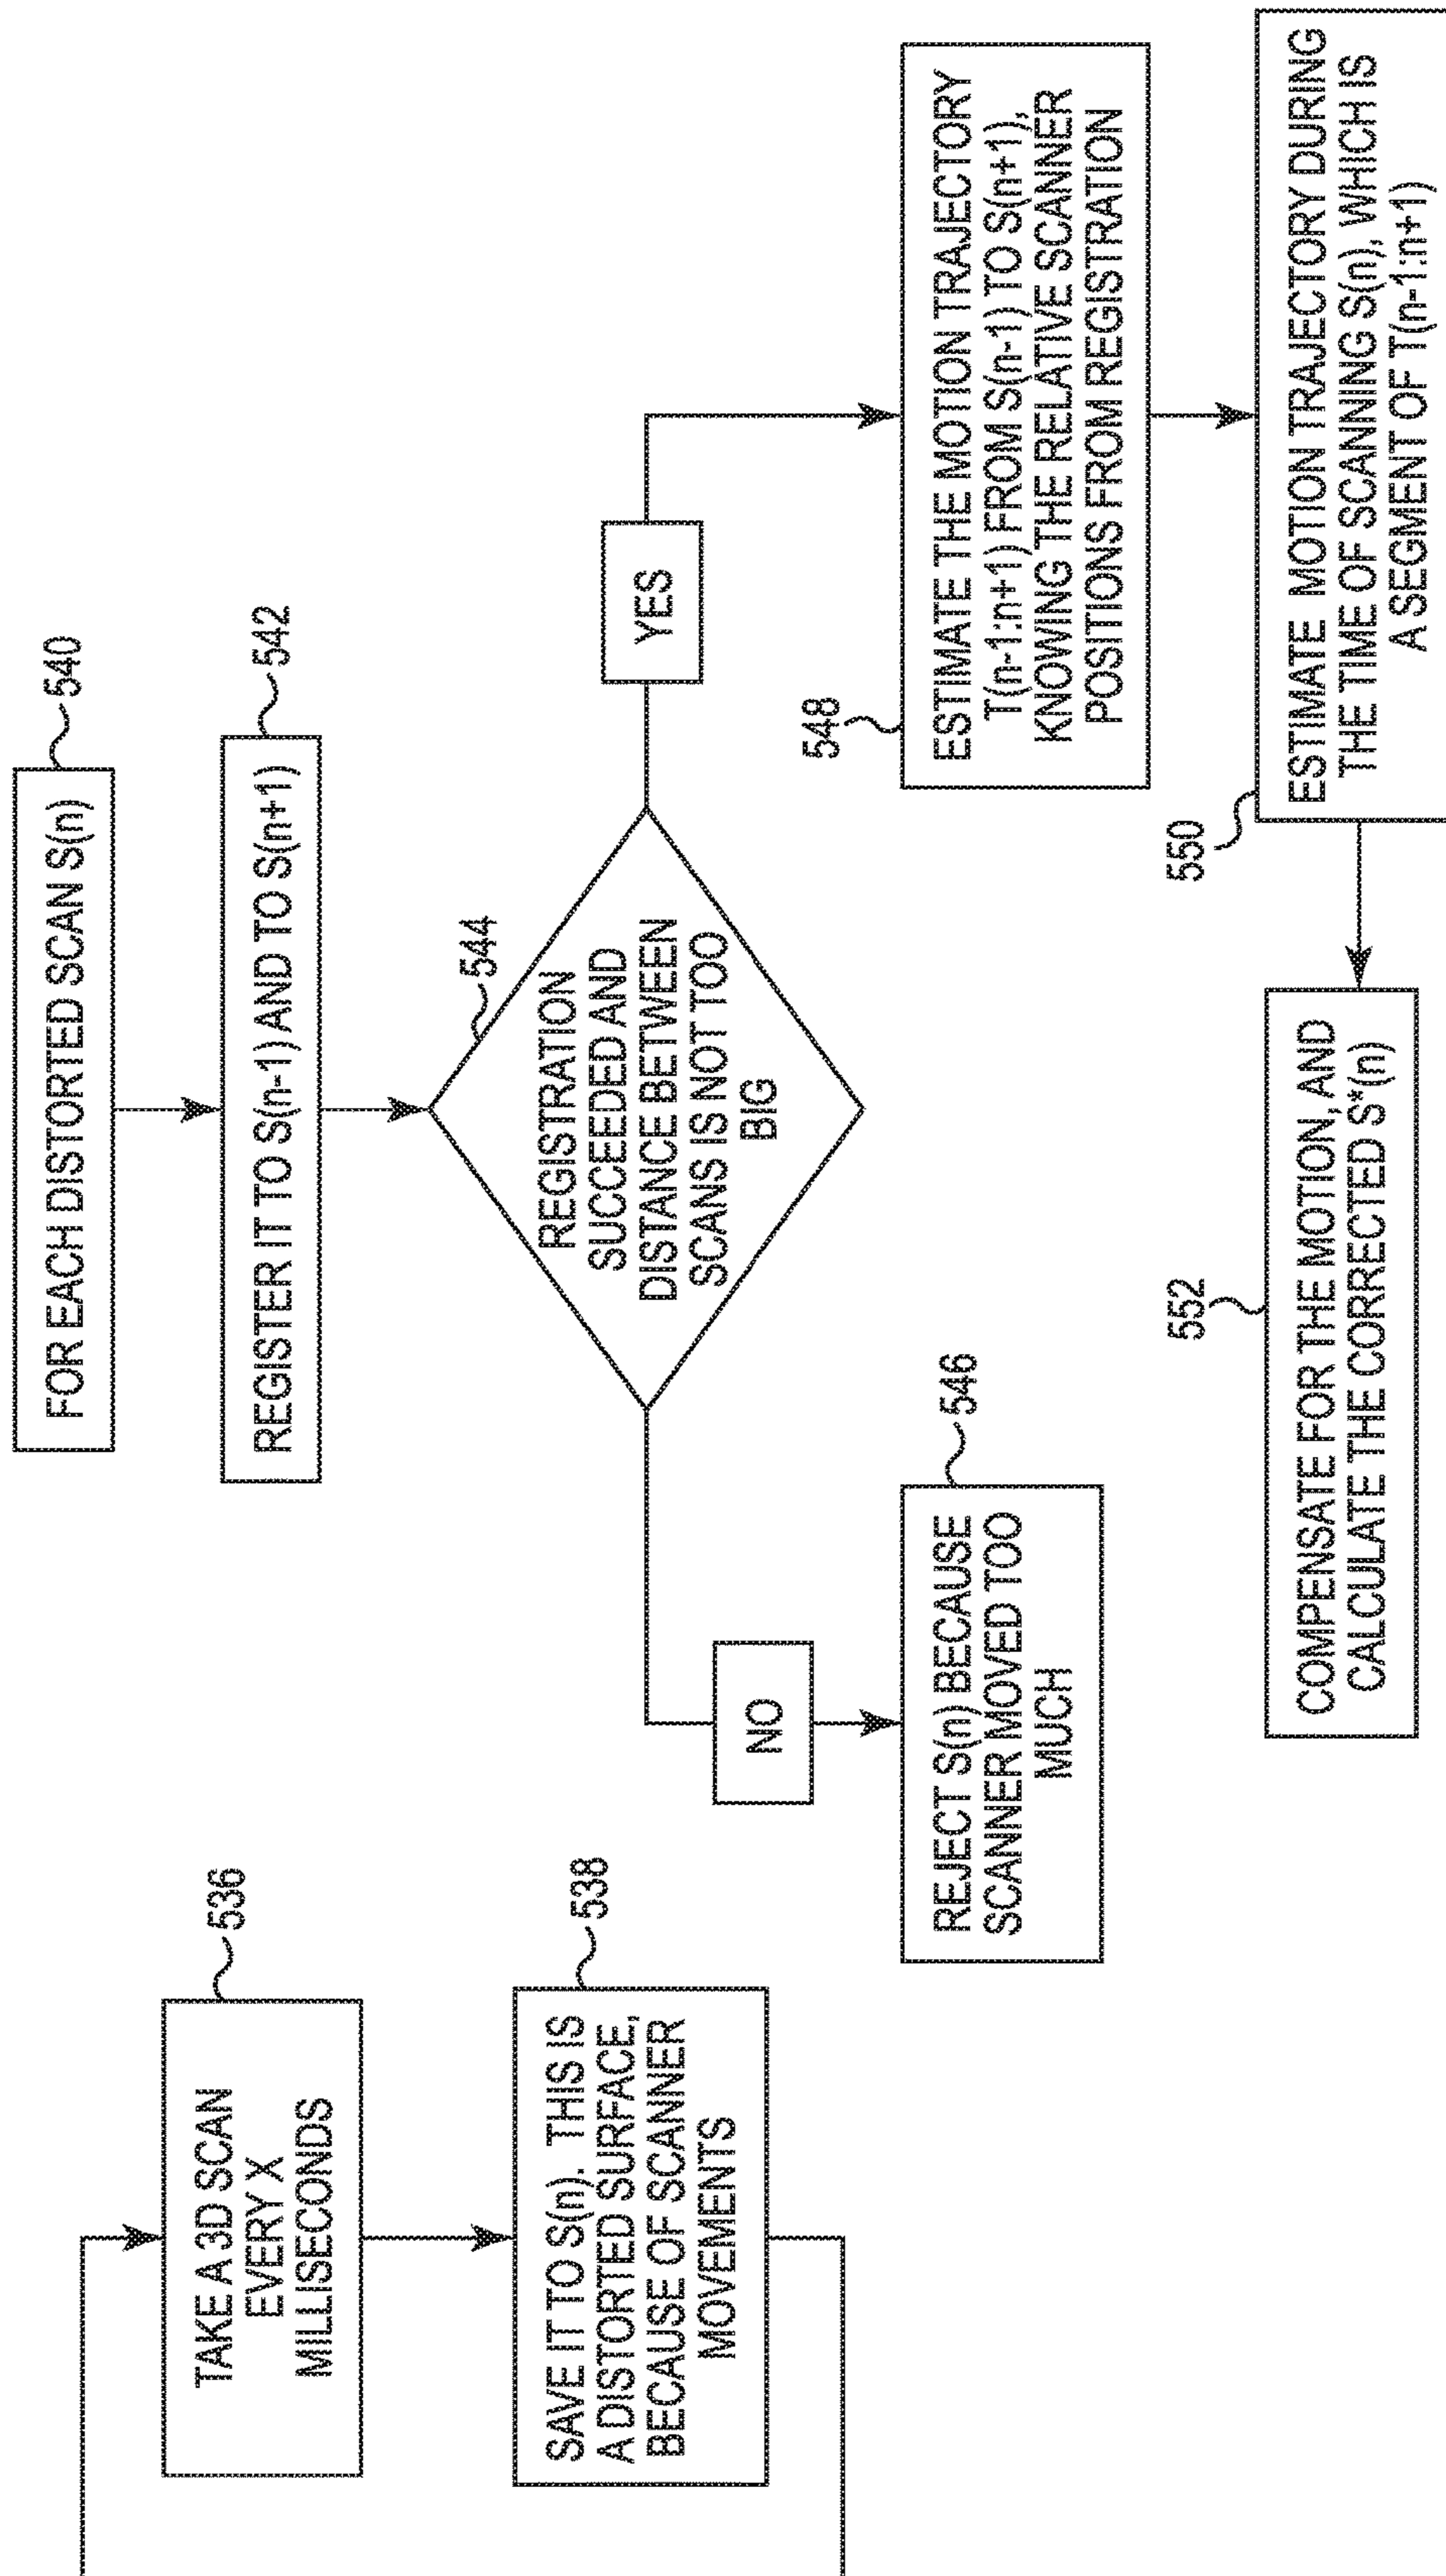 536
TAKE A 3D SCAN
EVERY X
MILLISECONDS
538
SAVE IT TO S(n). THIS IS
A DISTORTED SURFACE,
BECAUSE OF SCANNER
MOVEMENTS
540
FOR EACH DISTORTED SCAN S(n)
542
REGISTER IT TO S(n-1) AND TO S(n+1)
544
REGISTRATION
SUCCEEDED AND
DISTANCE BETWEEN
SCANS IS NOT TOO
BIG
NO
546
REJECT S(n) BECAUSE
SCANNER MOVED TOO
MUCH
YES
548
ESTIMATE THE MOTION TRAJECTORY
T(n-1:n+1) FROM S(n-1) TO S(n+1),
KNOWING THE RELATIVE SCANNER
POSITIONS FROM REGISTRATION
550
ESTIMATE MOTION TRAJECTORY DURING
THE TIME OF SCANNING S(n), WHICH IS
A SEGMENT OF T(n-1:n+1)
552
COMPENSATE FOR THE MOTION, AND
CALCULATE THE CORRECTED S*(n)